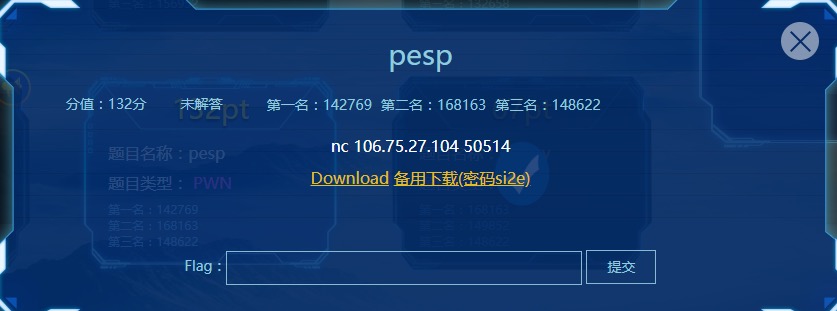 pesp
分值：132分 未解答 第一名：142769 第二名：168163 第三名：148622
132pt
题目名称：pesp
nc 106.75.27.104 50514
题目类型： PWN
Download 备用下载(密码si2e)
第一名：142769
第二名：168163
第三名：148622
Flag： 提交